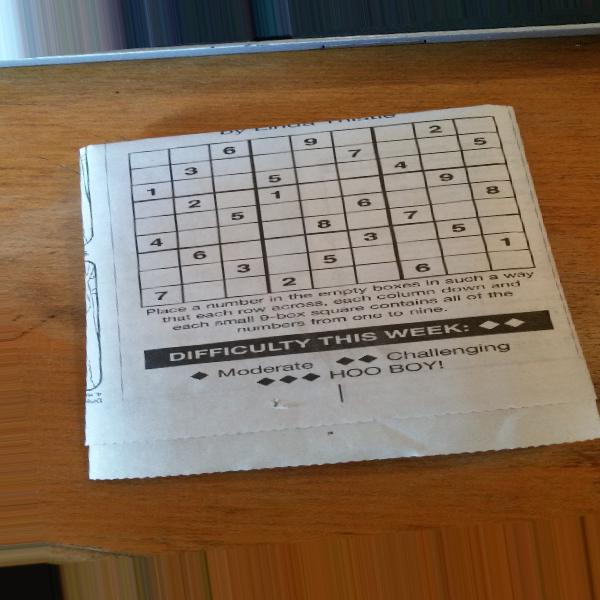 By Linda Thistle
6 9 2
3 7 5
1 5 4
2 1 9
5 6 8
4 8 7
6 3 5
3 5 1
7 2 6
Place a number in the empty boxes in such a way
that each row across, each column down and
each small 9-box square contains all of the
numbers from one to nine.
DIFFICULTY THIS WEEK: ◆◆
◆ Moderate ◆◆ Challenging
◆◆◆ HOO BOY!